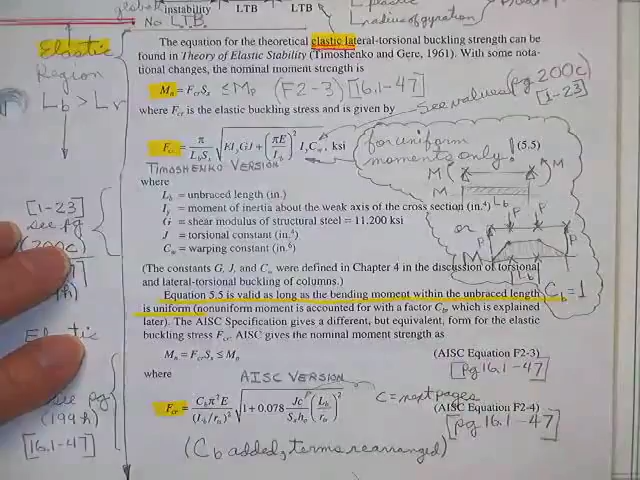 instability LTB LTB
No LTB.
radius of gyration
The equation for the theoretical elastic lateral-torsional buckling strength can be
found in Theory of Elastic Stability (Timoshenko and Gere, 1961). With some nota-
tional changes, the nominal moment strength is
Elastic
Region
Lb > Lr
Mn = FcrSx ≤ Mp (F2-3) [16.1-47]
See values pg 200c
[1-23]
where Fcr is the elastic buckling stress and is given by
Fcr = π/(LbSx) √(EIyGJ + (πE/Lb)² IyCw), ksi (5.5)
TIMOSHENKO VERSION
for uniform
moments only!
M M
M Lb
or P P
P P
M
Cb = 1
where
Lb = unbraced length (in.)
Iy = moment of inertia about the weak axis of the cross section (in.⁴)
G = shear modulus of structural steel = 11,200 ksi
J = torsional constant (in.⁴)
Cw = warping constant (in.⁶)
[1-23]
see pg
(200c)
(The constants G, J, and Cw were defined in Chapter 4 in the discussion of torsional
and lateral-torsional buckling of columns.)
Equation 5.5 is valid as long as the bending moment within the unbraced length
is uniform (nonuniform moment is accounted for with a factor Cb, which is explained
later). The AISC Specification gives a different, but equivalent, form for the elastic
buckling stress Fcr. AISC gives the nominal moment strength as
Mn = FcrSx ≤ Mp (AISC Equation F2-3)
[pg 16.1-47]
where
AISC VERSION
c = next pages
Fcr = Cbπ²E/(Lb/rts)² √(1 + 0.078 Jc/(Sxho) (Lb/rts)²) (AISC Equation F2-4)
[pg 16.1-47]
(Cb added, terms rearranged)
see pg
(199h)
[16.1-47]